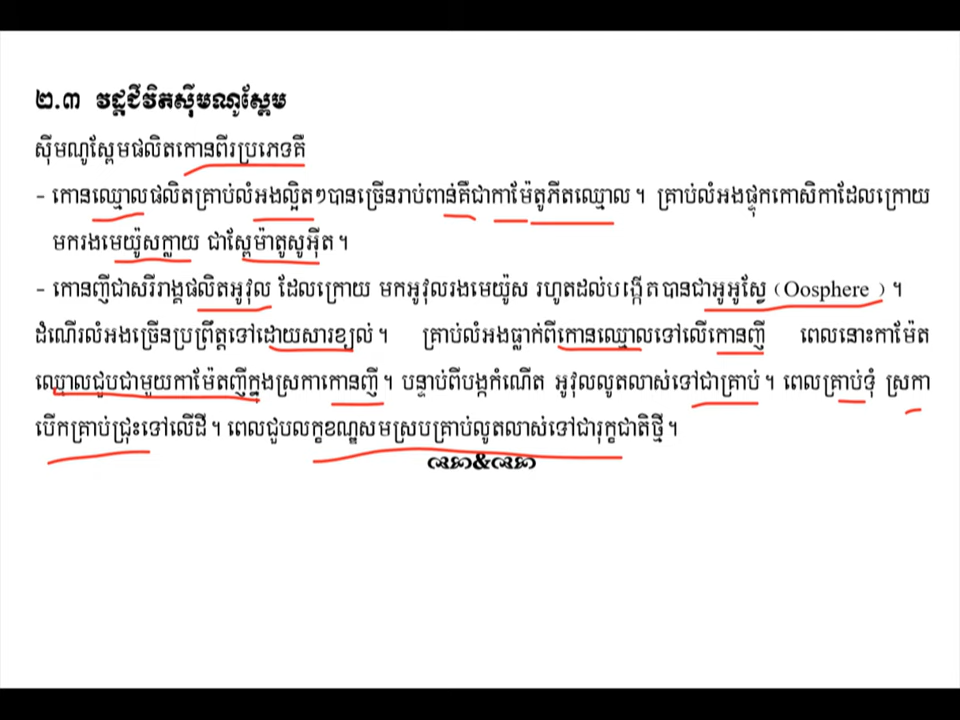 ២.៣ វដ្តជីវិតស៊ីមណូស្ពែម
ស៊ីមណូស្ពែមផលិតកោនពីរប្រភេទគឺ
- កោនឈ្មោលផលិតគ្រាប់លំអងល្អិតៗបានច្រើនរាប់ពាន់គឺជាកាម៉ែតូភីតឈ្មោល។ គ្រាប់លំអងផ្ទុកកោសិកាដែលក្រោយ
មករងមេយ៉ូសក្លាយ ជាស្ពែម៉ាតូសូអ៊ីត។
- កោនញីជាសរីរាង្គផលិតអូវុល ដែលក្រោយ មកអូវុលរងមេយ៉ូស រហូតដល់បង្កើតបានជាអូអូស្វែ (Oosphere )។
ដំណើរលំអងច្រើនប្រព្រឹត្តទៅដោយសារខ្យល់។ គ្រាប់លំអងធ្លាក់ពីកោនឈ្មោលទៅលើកោនញី ពេលនោះកាម៉ែត
ឈ្មោលជួបជាមួយកាម៉ែតញីក្នុងស្រកាកោនញី។ បន្ទាប់ពីបង្កកំណើត អូវុលលូតលាស់ទៅជាគ្រាប់។ ពេលគ្រាប់ទុំ ស្រកា
បើកគ្រាប់ជ្រុះទៅលើដី។ ពេលជួបលក្ខខណ្ឌសមស្របគ្រាប់លូតលាស់ទៅជារុក្ខជាតិថ្មី។